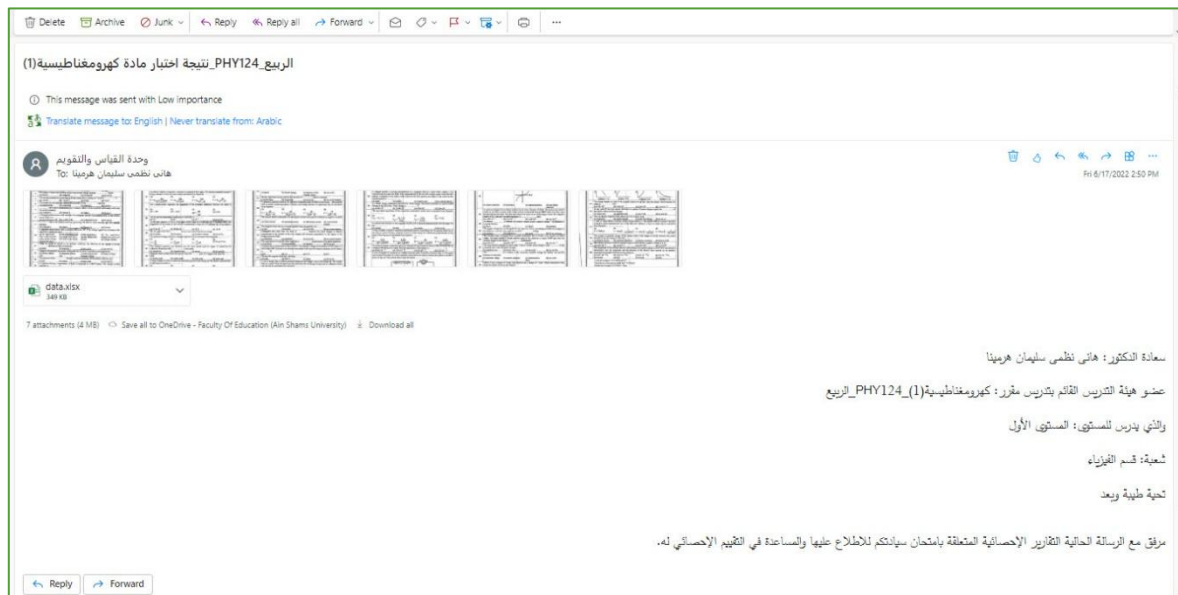 Delete Archive Junk Reply Reply all Forward
الربيع_PHY124_نتيجة اختبار مادة كهرومغناطيسية(1)
This message was sent with Low importance
Translate message to: English | Never translate from: Arabic
A
وحدة القياس والتقويم
To: هانى نظمى سليمان هرمينا
Fri 6/17/2022 2:50 PM
data.xlsx
349 KB
7 attachments (4 MB) Save all to OneDrive - Faculty Of Education (Ain Shams University) Download all
سعادة الدكتور: هانى نظمى سليمان هرمينا
عضو هيئة التدريس القائم بتدريس مقرر: كهرومغناطيسية(1)_PHY124_الربيع
والذي يدرس للمستوى: المستوى الأول
شعبة: قسم الفيزياء
تحية طيبة وبعد
مرفق مع الرسالة الحالية التقارير الإحصائية المتعلقة بامتحان سيادتكم للاطلاع عليها والمساعدة في التقييم الإحصائي له.
Reply Forward